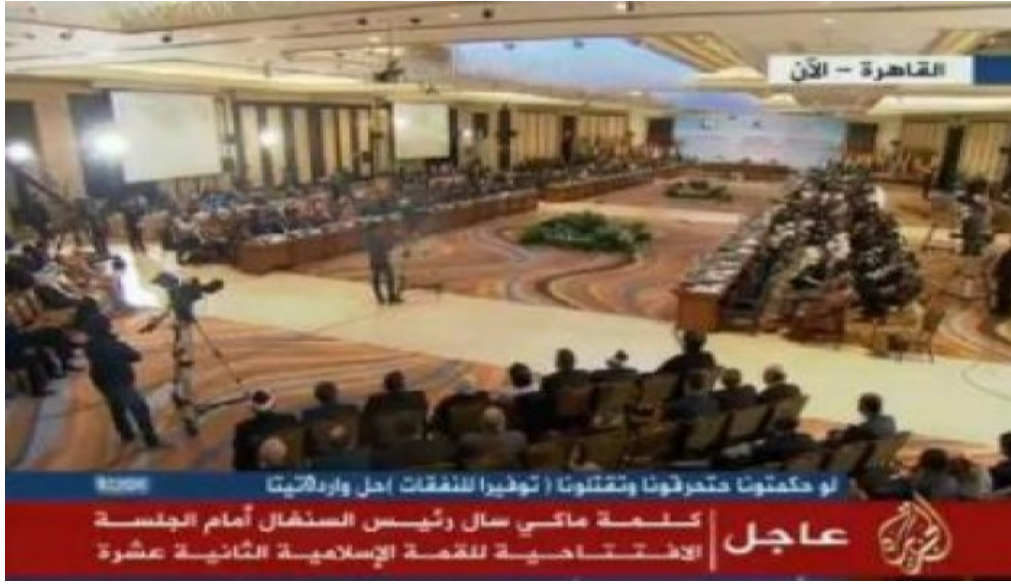 القاهرة - الآن
لو حكمتونا حتحرقونا وتقتلونا ( توفيرا للنفقات )حل
عاجل
كلمة ماكي سال رئيس السنغال أمام الجلسة
الافتتاحية للقمة الإسلامية الثانية عشرة
الجزيرة